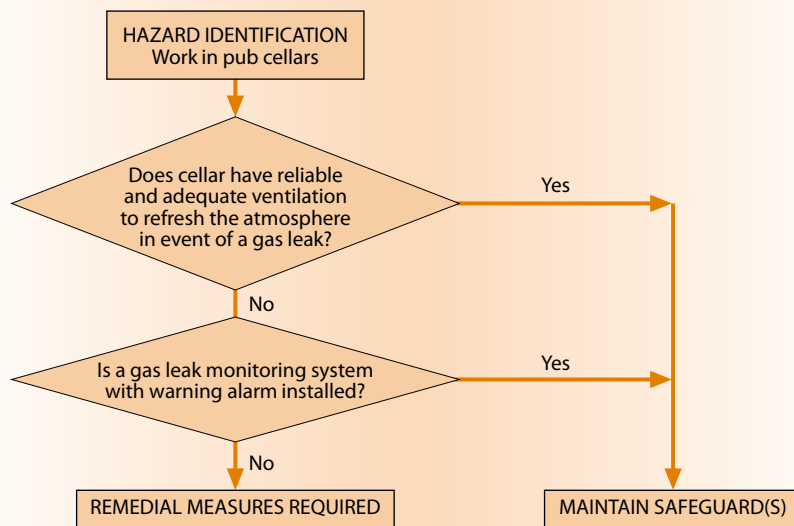 HAZARD IDENTIFICATION
Work in pub cellars
Does cellar have reliable
and adequate ventilation
to refresh the atmosphere
in event of a gas leak?
Yes
No
Is a gas leak monitoring system
with warning alarm installed?
Yes
No
REMEDIAL MEASURES REQUIRED
MAINTAIN SAFEGUARD(S)